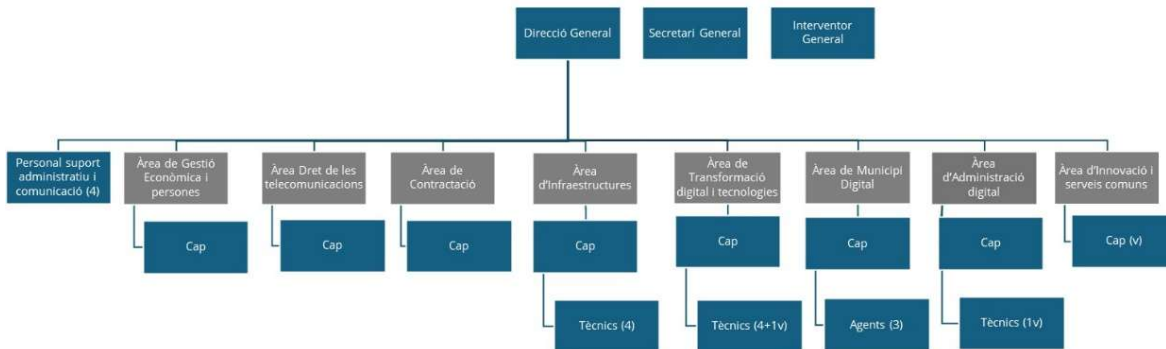 Direcció General
Secretari General
Interventor
General
Personal suport
administratiu i
comunicació (4)
Àrea de Gestió
Econòmica i
persones
Àrea Dret de les
telecomunicacions
Àrea de
Contractació
Àrea
d'Infraestructures
Àrea de
Transformació
digital i tecnologies
Àrea de Municipi
Digital
Àrea
d'Administració
digital
Àrea d'Innovació i
serveis comuns
Cap
Cap
Cap
Cap
Cap
Cap
Cap
Cap (v)
Tècnics (4)
Tècnics (4+1v)
Agents (3)
Tècnics (1v)